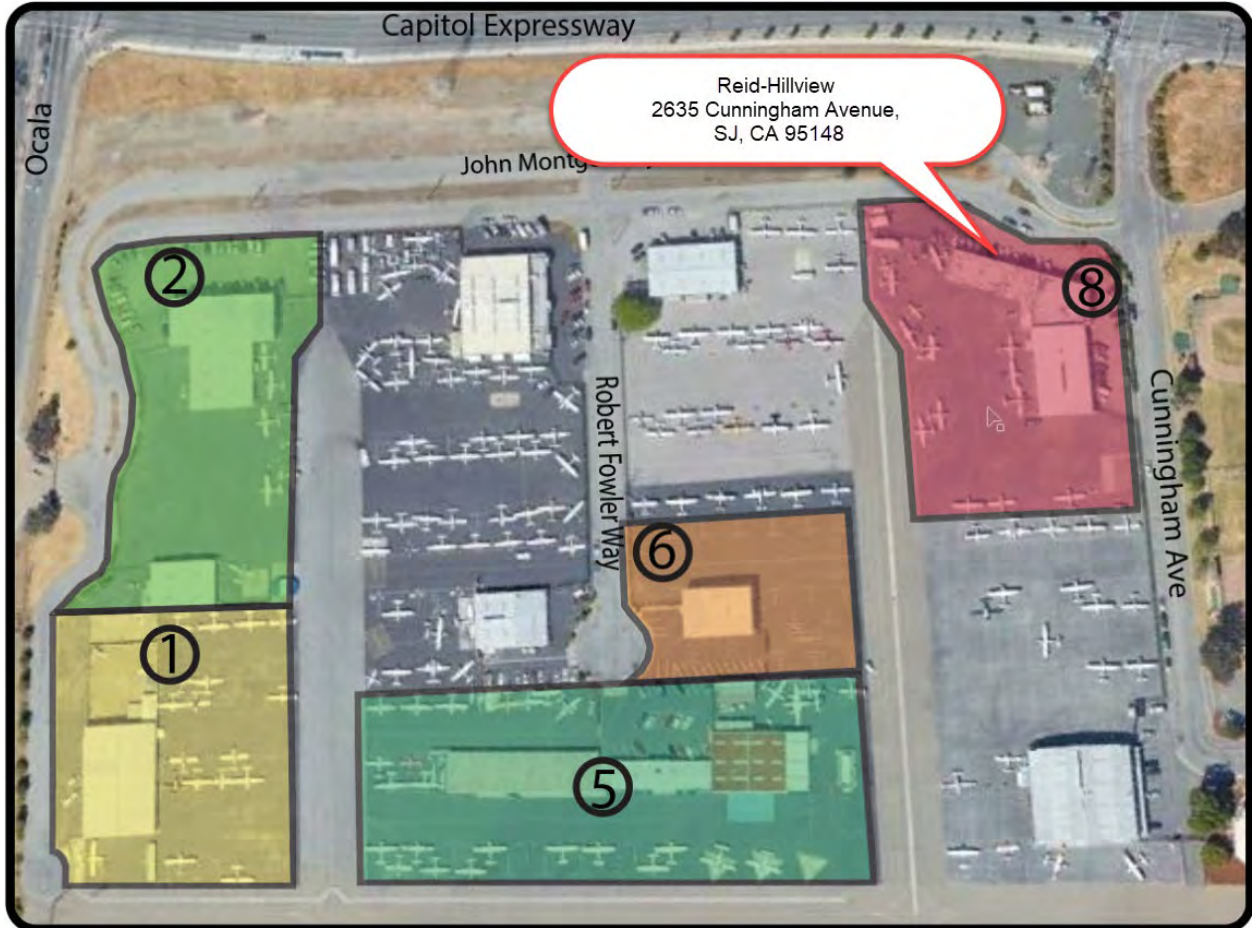 Capitol Expressway
Reid-Hillview
2635 Cunningham Avenue,
SJ, CA 95148
Ocala
John
2
8
Robert Fowler Way
Cunningham Ave
6
1
5